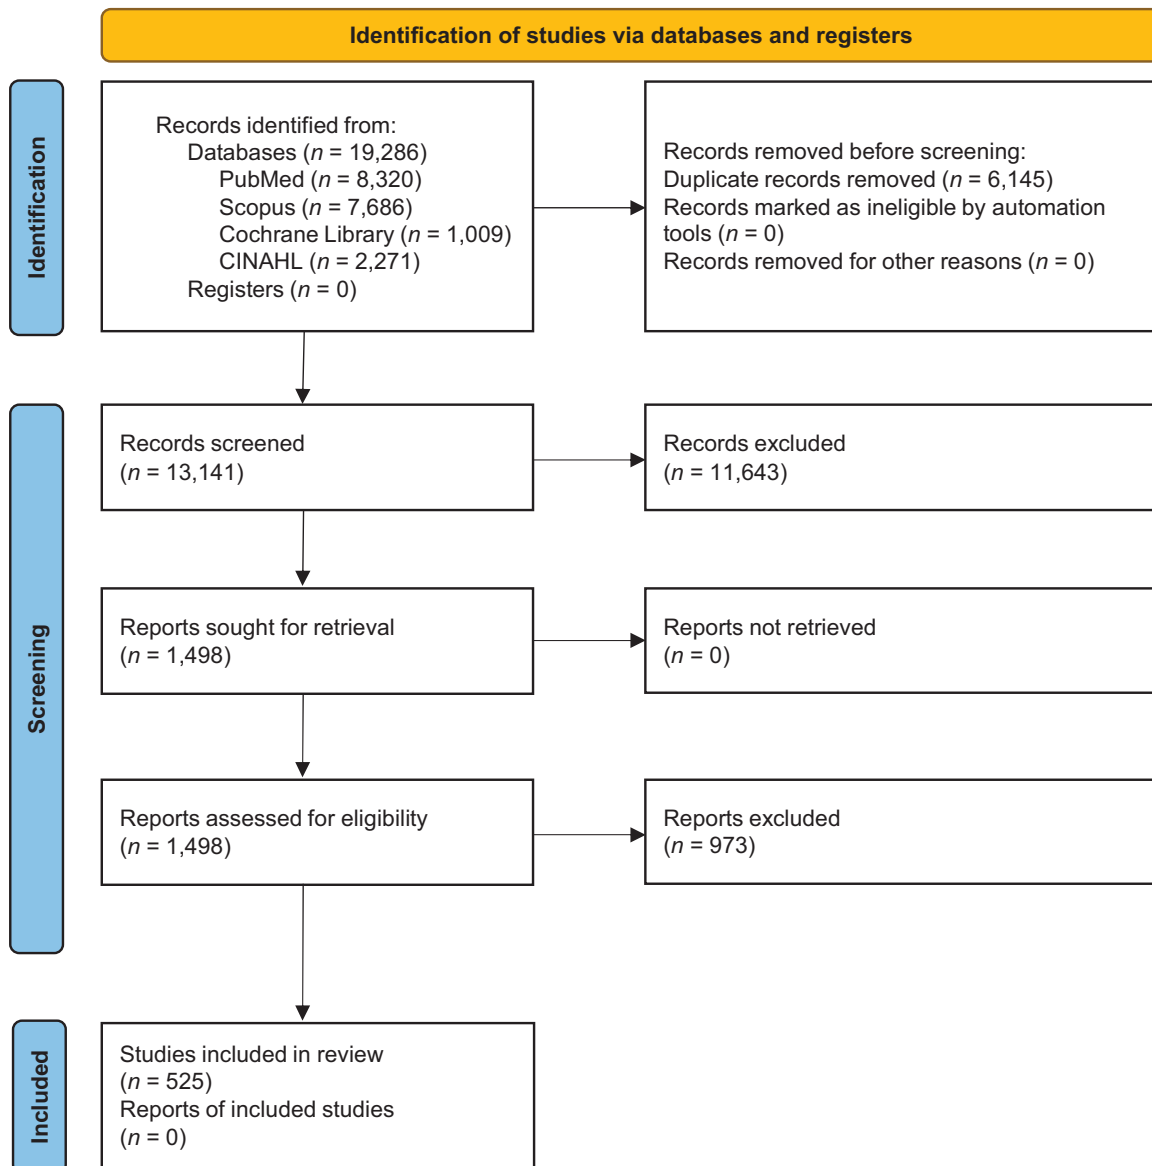 Identification of studies via databases and registers
Identification
Records identified from:
Databases (n = 19,286)
PubMed (n = 8,320)
Scopus (n = 7,686)
Cochrane Library (n = 1,009)
CINAHL (n = 2,271)
Registers (n = 0)
Records removed before screening:
Duplicate records removed (n = 6,145)
Records marked as ineligible by automation
tools (n = 0)
Records removed for other reasons (n = 0)
Screening
Records screened
(n = 13,141)
Records excluded
(n = 11,643)
Reports sought for retrieval
(n = 1,498)
Reports not retrieved
(n = 0)
Reports assessed for eligibility
(n = 1,498)
Reports excluded
(n = 973)
Included
Studies included in review
(n = 525)
Reports of included studies
(n = 0)